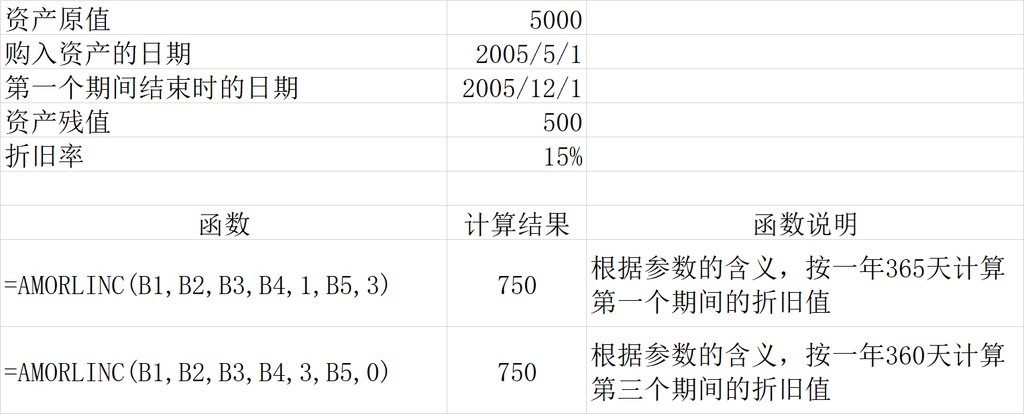 资产原值 5000
购入资产的日期 2005/5/1
第一个期间结束时的日期 2005/12/1
资产残值 500
折旧率 15%
函数 计算结果 函数说明
=AMORLINC(B1,B2,B3,B4,1,B5,3) 750 根据参数的含义，按一年365天计算
第一个期间的折旧值
=AMORLINC(B1,B2,B3,B4,3,B5,0) 750 根据参数的含义，按一年360天计算
第三个期间的折旧值